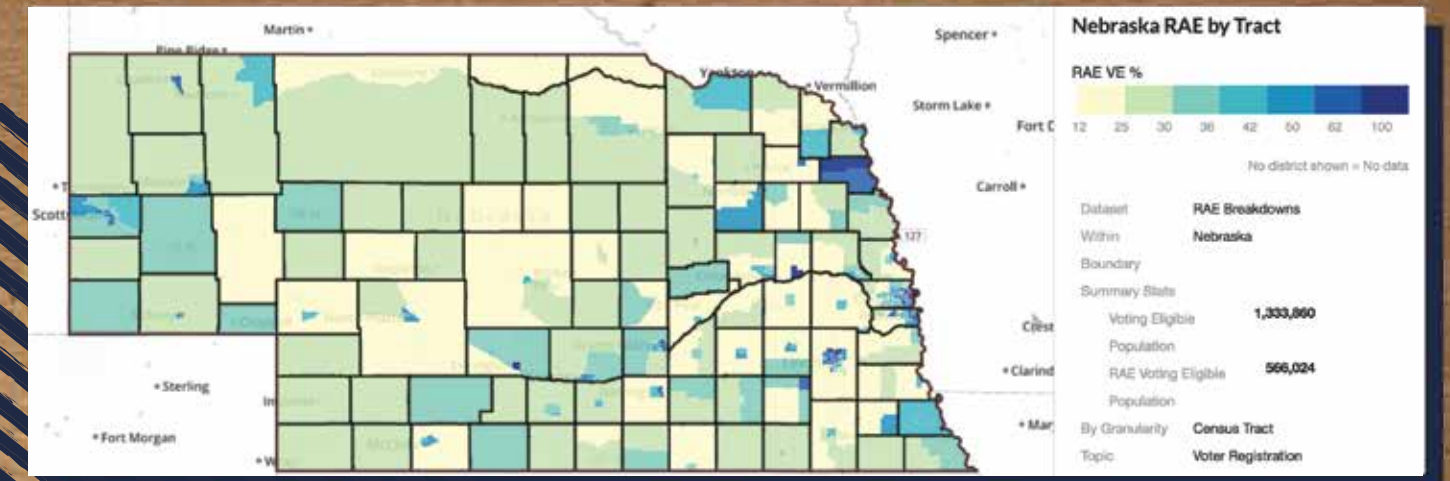 Martin
Pine Ridge
Spencer
Yankton
Vermillion
Storm Lake
Fort D
Carroll
Scott
127
Crest
Sterling
Clarind
Fort Morgan
Mar
Nebraska RAE by Tract
RAE VE %
12 25 30 36 42 50 62 100
No district shown = No data
Dataset RAE Breakdowns
Within Nebraska
Boundary
Summary Stats
Voting Eligible 1,333,860
Population
RAE Voting Eligible 566,024
Population
By Granularity Census Tract
Topic Voter Registration